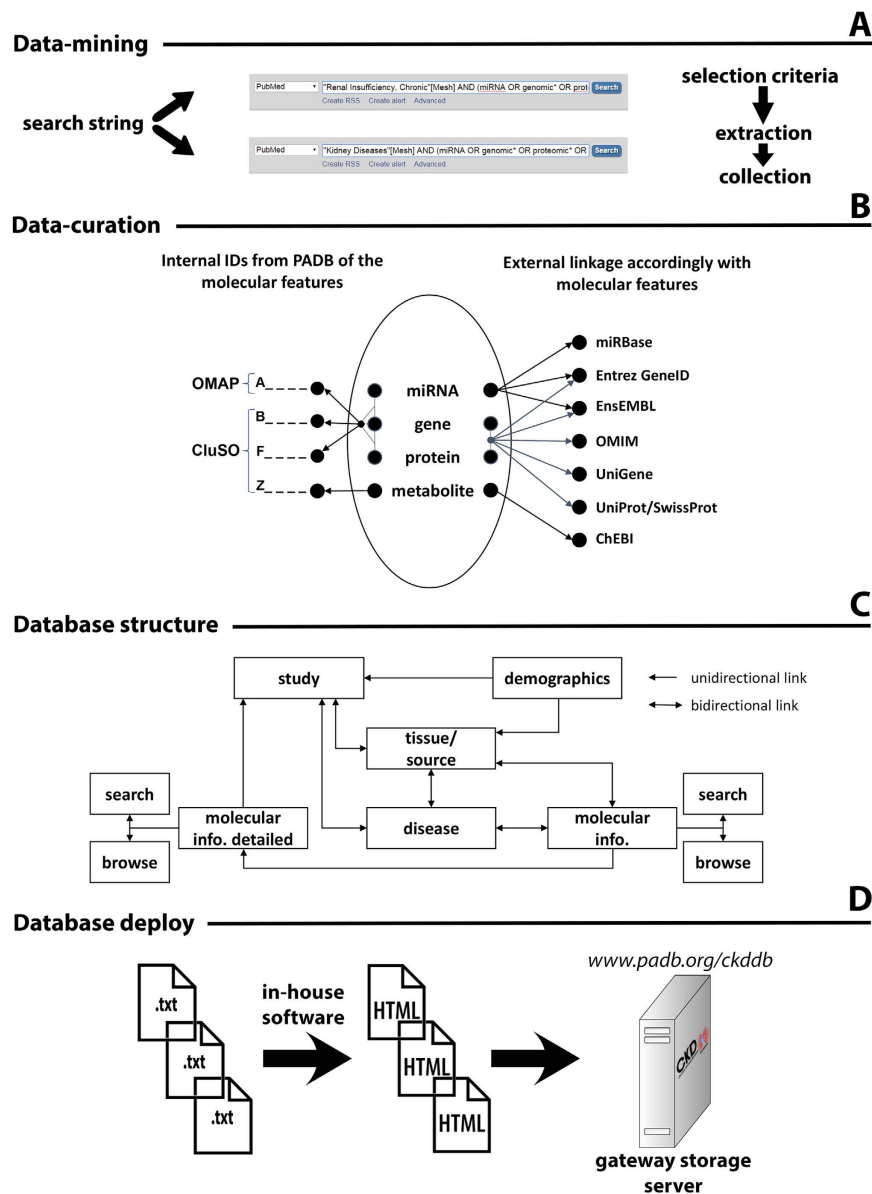 A
Data-mining
search string
PubMed
"Renal Insufficiency, Chronic"[Mesh] AND (miRNA OR genomic* OR prot
Search
Create RSS Create alert Advanced
PubMed
"Kidney Diseases"[Mesh] AND (miRNA OR genomic* OR proteomic* OR
Search
Create RSS Create alert Advanced
selection criteria
extraction
collection
B
Data-curation
Internal IDs from PADB of the
molecular features
External linkage accordingly with
molecular features
OMAP
A_ _ _ _ _
CluSO
B_ _ _ _ _
F_ _ _ _ _
Z_ _ _ _ _
miRNA
gene
protein
metabolite
miRBase
Entrez GeneID
EnsEMBL
OMIM
UniGene
UniProt/SwissProt
ChEBI
C
Database structure
study
demographics
unidirectional link
bidirectional link
tissue/
source
search
browse
molecular
info. detailed
disease
molecular
info.
search
browse
D
Database deploy
.txt
.txt
.txt
in-house
software
HTML
HTML
HTML
www.padb.org/ckddb
CKD
gateway storage
server